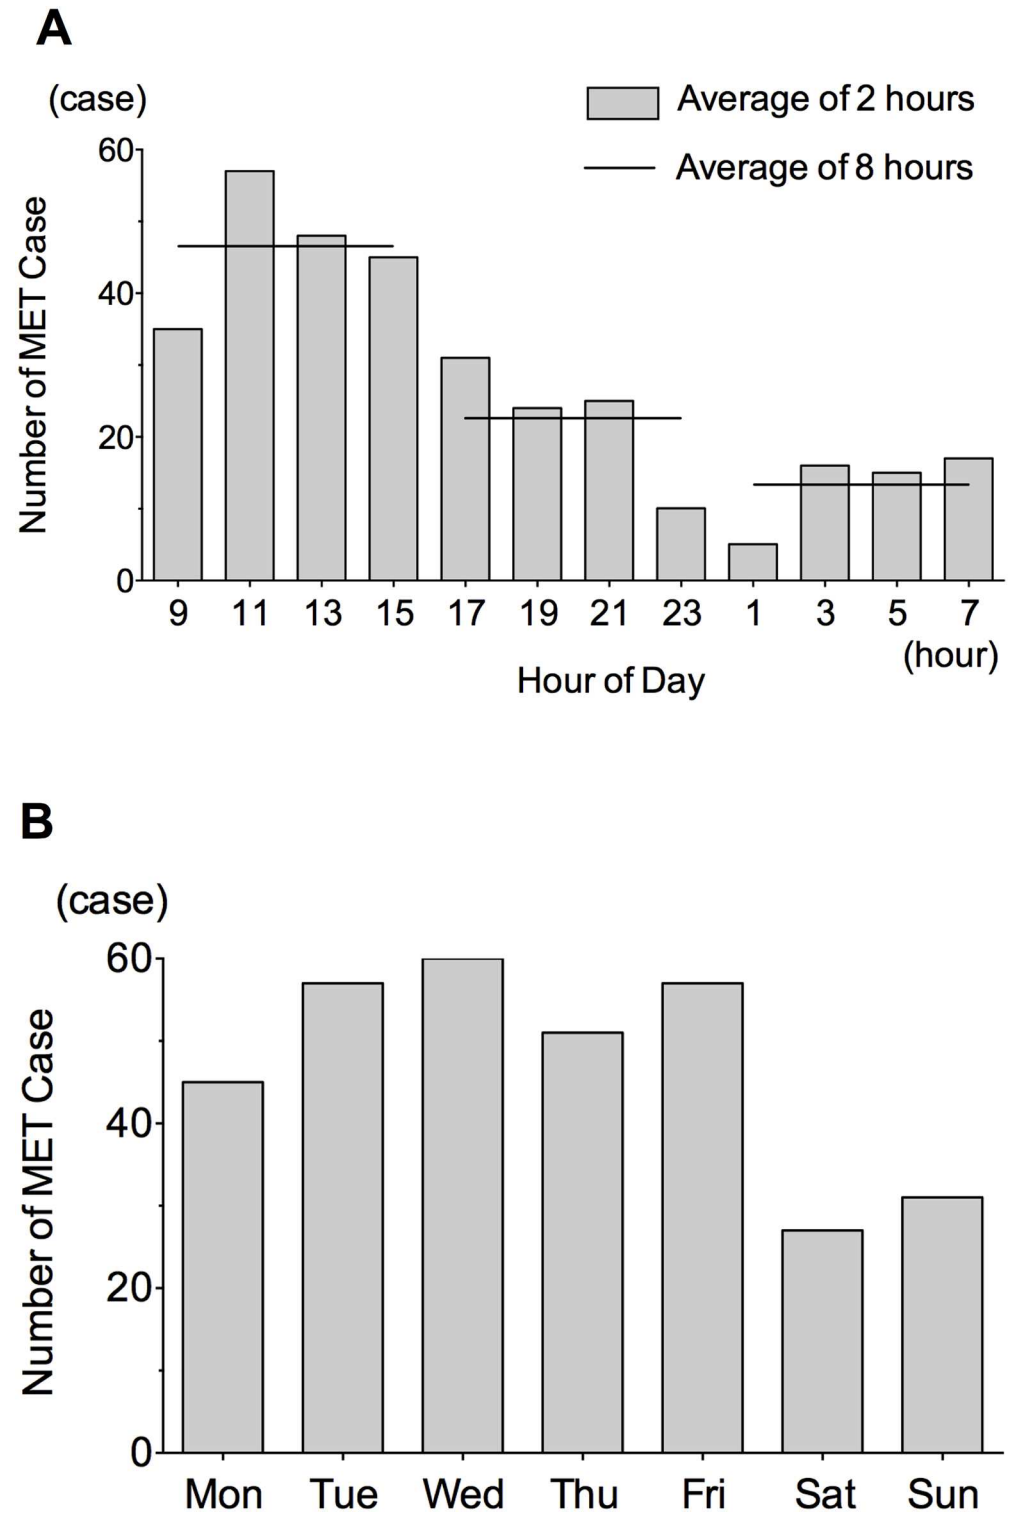 A
(case)
Average of 2 hours
Average of 8 hours
60
40
20
0
Number of MET Case
9 11 13 15 17 19 21 23 1 3 5 7
(hour)
Hour of Day
B
(case)
60
40
20
0
Number of MET Case
Mon Tue Wed Thu Fri Sat Sun